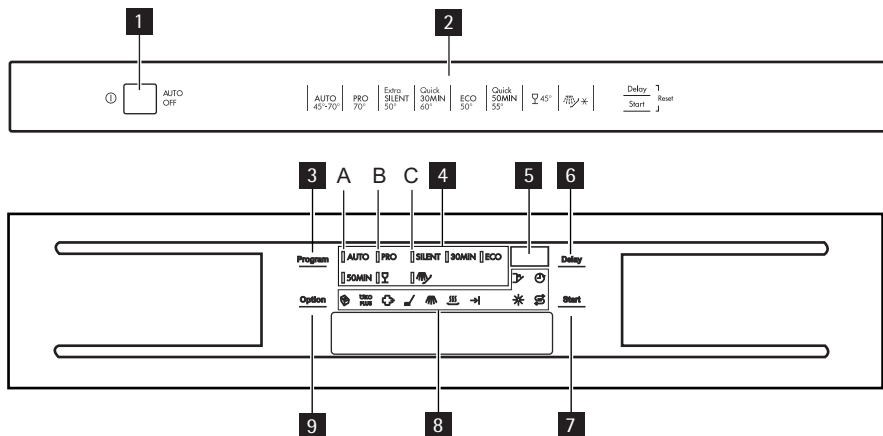 1
2
AUTO
OFF
AUTO
45°-70°
PRO
70°
Extra
SILENT
50°
Quick
30MIN
60°
ECO
50°
Quick
50MIN
55°
45°
Delay
Start
Reset
3 A B C 4 5 6
Program AUTO PRO SILENT 30MIN ECO Delay
50MIN
Option PLUS Start
9 8 7